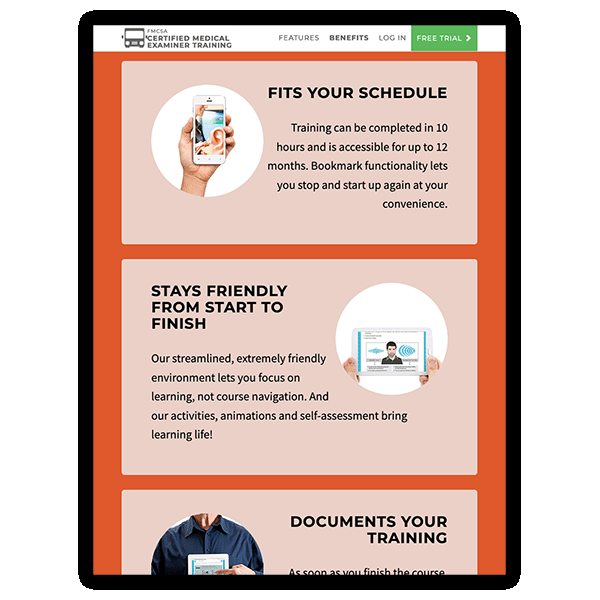 FMCSA
CERTIFIED MEDICAL
EXAMINER TRAINING
FEATURES BENEFITS LOG IN FREE TRIAL
FITS YOUR SCHEDULE
Training can be completed in 10
hours and is accessible for up to 12
months. Bookmark functionality lets
you stop and start up again at your
convenience.
STAYS FRIENDLY
FROM START TO
FINISH
Our streamlined, extremely friendly
environment lets you focus on
learning, not course navigation. And
our activities, animations and self-assessment bring
learning life!
DOCUMENTS YOUR
TRAINING
As soon as you finish the course